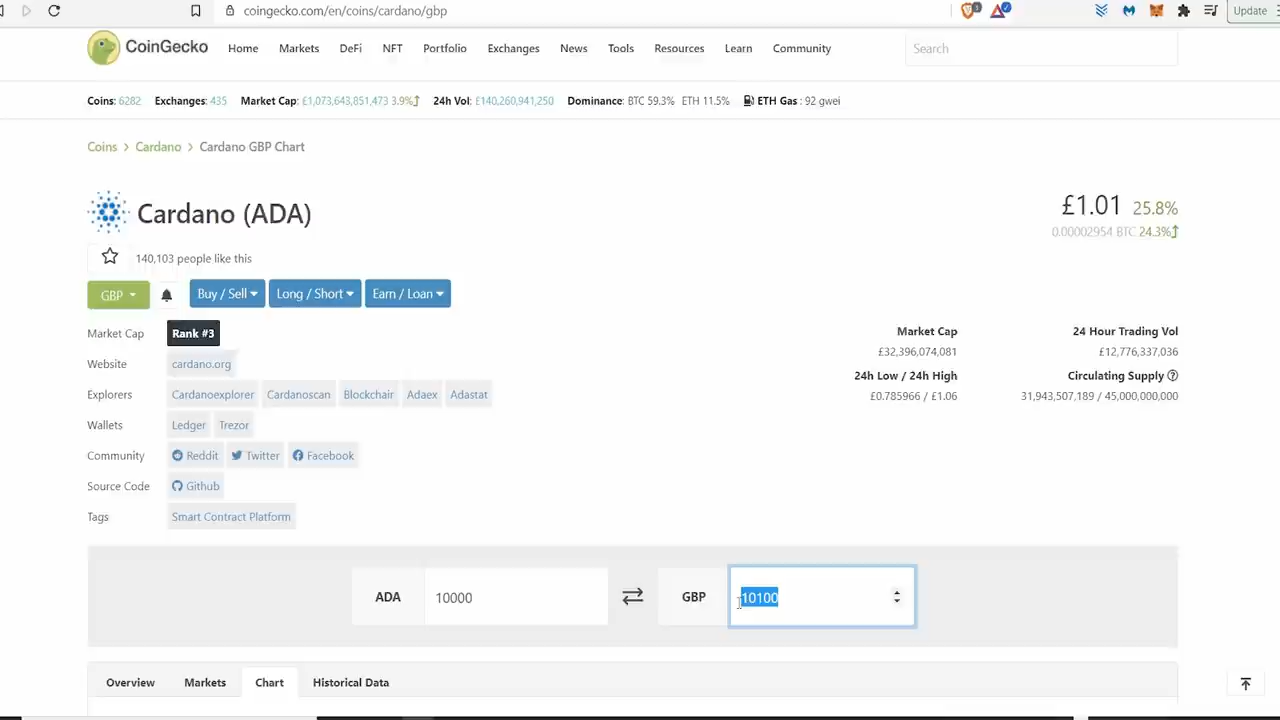 coingecko.com/en/coins/cardano/gbp
Update
CoinGecko Home Markets DeFi NFT Portfolio Exchanges News Tools Resources Learn Community Search
Coins: 6282 Exchanges: 435 Market Cap: £1,073,643,851,473 3.9% 24h Vol: £140,260,941,250 Dominance: BTC 59.3% ETH 11.5% ETH Gas : 92 gwei
Coins > Cardano > Cardano GBP Chart
Cardano (ADA)
£1.01 25.8%
0.00002954 BTC 24.3%
140,103 people like this
GBP Buy / Sell Long / Short Earn / Loan
Market Cap Rank #3
Website cardano.org
Explorers Cardanoexplorer Cardanoscan Blockchair Adaex Adastat
Wallets Ledger Trezor
Community Reddit Twitter Facebook
Source Code Github
Tags Smart Contract Platform
Market Cap 24 Hour Trading Vol
£32,396,074,081 £12,776,337,036
24h Low / 24h High Circulating Supply
£0.785966 / £1.06 31,943,507,189 / 45,000,000,000
ADA 10000 GBP 10100
Overview Markets Chart Historical Data